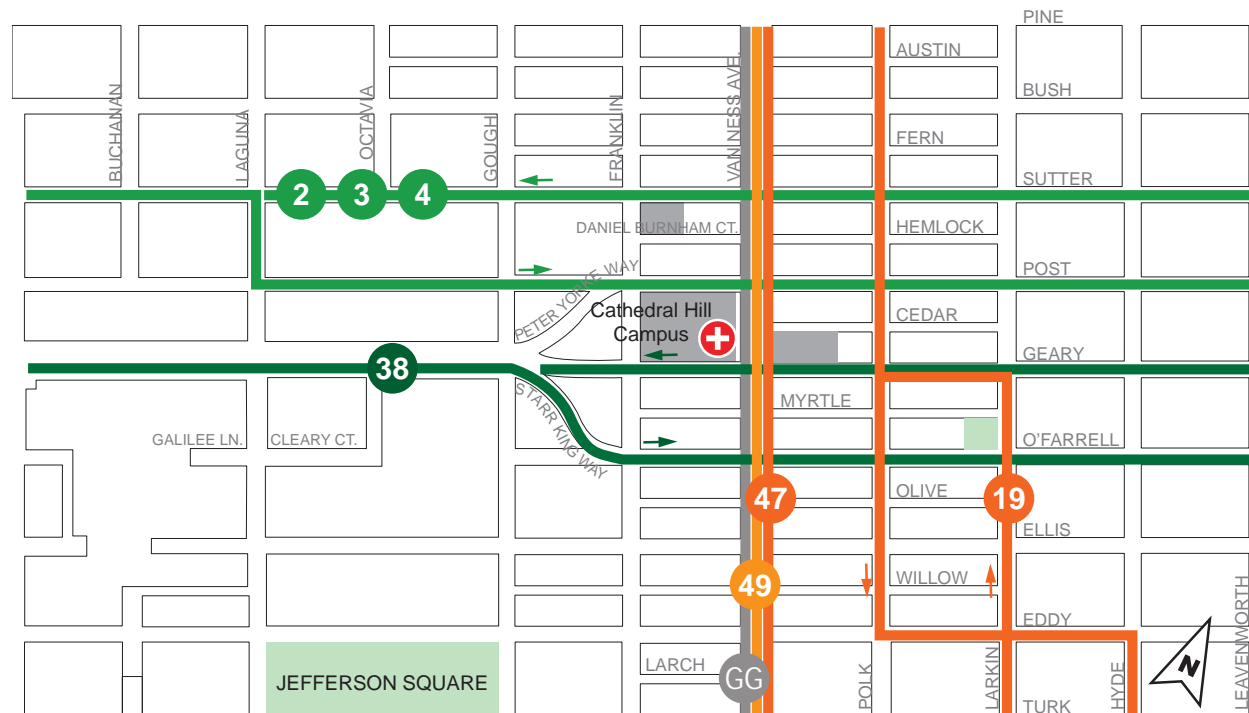 PINE
AUSTIN
BUSH
BUCHANAN
LAGUNA
OCTAVIA
GOUGH
FRANKLIN
VAN NESS AVE.
FERN
SUTTER
2
3
4
DANIEL BURNHAM CT.
HEMLOCK
POST
PETER YORKE WAY
Cathedral Hill
Campus
CEDAR
GEARY
38
MYRTLE
STARR KING WAY
GALILEE LN.
CLEARY CT.
O'FARRELL
47
OLIVE
19
ELLIS
49
WILLOW
EDDY
LARCH
GG
JEFFERSON SQUARE
POLK
LARKIN
HYDE
LEAVENWORTH
N
TURK